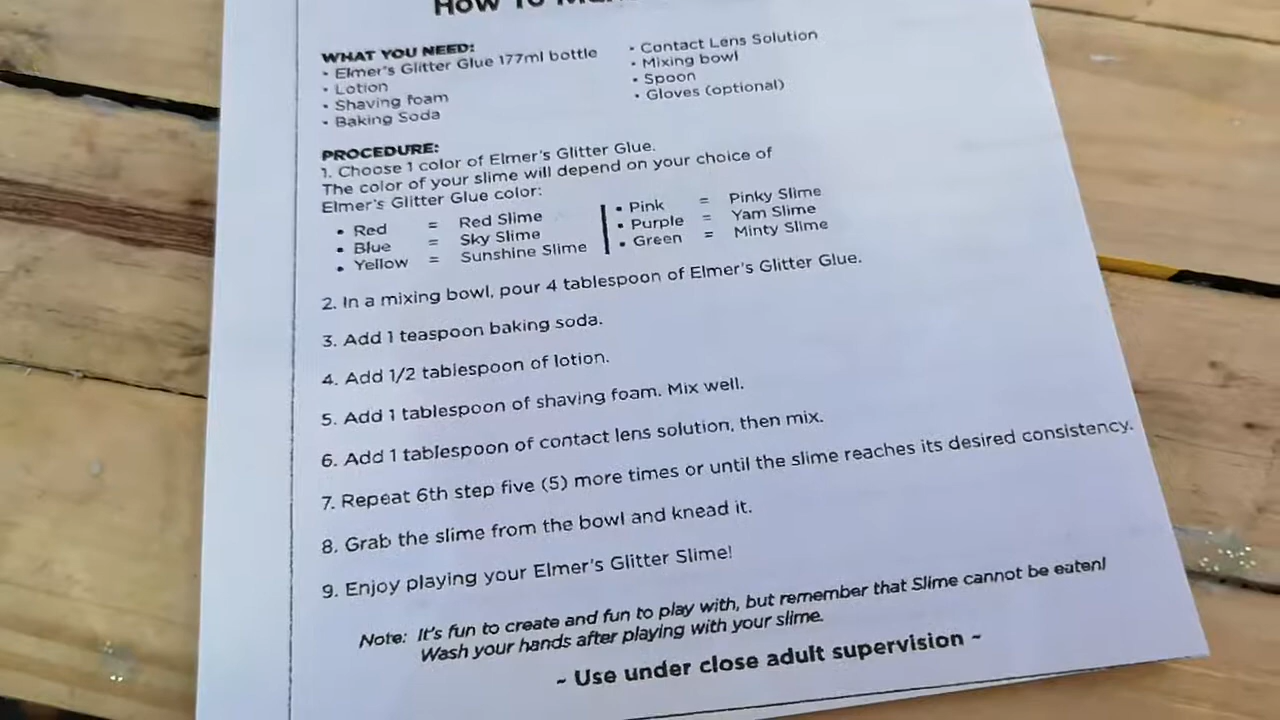 How To
WHAT YOU NEED:
• Elmer's Glitter Glue 177ml bottle
• Lotion
• Shaving foam
• Baking Soda
• Contact Lens Solution
• Mixing bowl
• Spoon
• Gloves (optional)
PROCEDURE:
1. Choose 1 color of Elmer's Glitter Glue.
The color of your slime will depend on your choice of
Elmer's Glitter Glue color:
• Red = Red Slime
• Blue = Sky Slime
• Yellow = Sunshine Slime
• Pink = Pinky Slime
• Purple = Yam Slime
• Green = Minty Slime
2. In a mixing bowl, pour 4 tablespoon of Elmer's Glitter Glue.
3. Add 1 teaspoon baking soda.
4. Add 1/2 tablespoon of lotion.
5. Add 1 tablespoon of shaving foam. Mix well.
6. Add 1 tablespoon of contact lens solution, then mix.
7. Repeat 6th step five (5) more times or until the slime reaches its desired consistency.
8. Grab the slime from the bowl and knead it.
9. Enjoy playing your Elmer's Glitter Slime!
Note: It's fun to create and fun to play with, but remember that Slime cannot be eaten!
Wash your hands after playing with your slime.
~ Use under close adult supervision ~